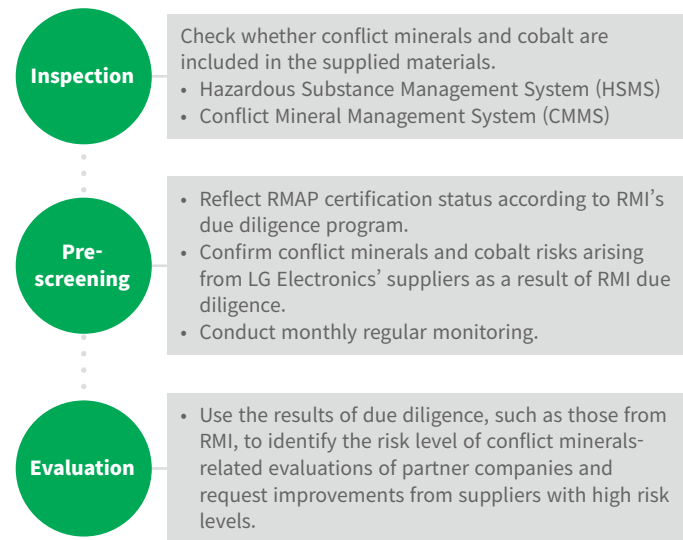 Inspection
Check whether conflict minerals and cobalt are
included in the supplied materials.
• Hazardous Substance Management System (HSMS)
• Conflict Mineral Management System (CMMS)
Pre-
screening
• Reflect RMAP certification status according to RMI’s
due diligence program.
• Confirm conflict minerals and cobalt risks arising
from LG Electronics’ suppliers as a result of RMI due
diligence.
• Conduct monthly regular monitoring.
Evaluation
• Use the results of due diligence, such as those from
RMI, to identify the risk level of conflict minerals-
related evaluations of partner companies and
request improvements from suppliers with high risk
levels.